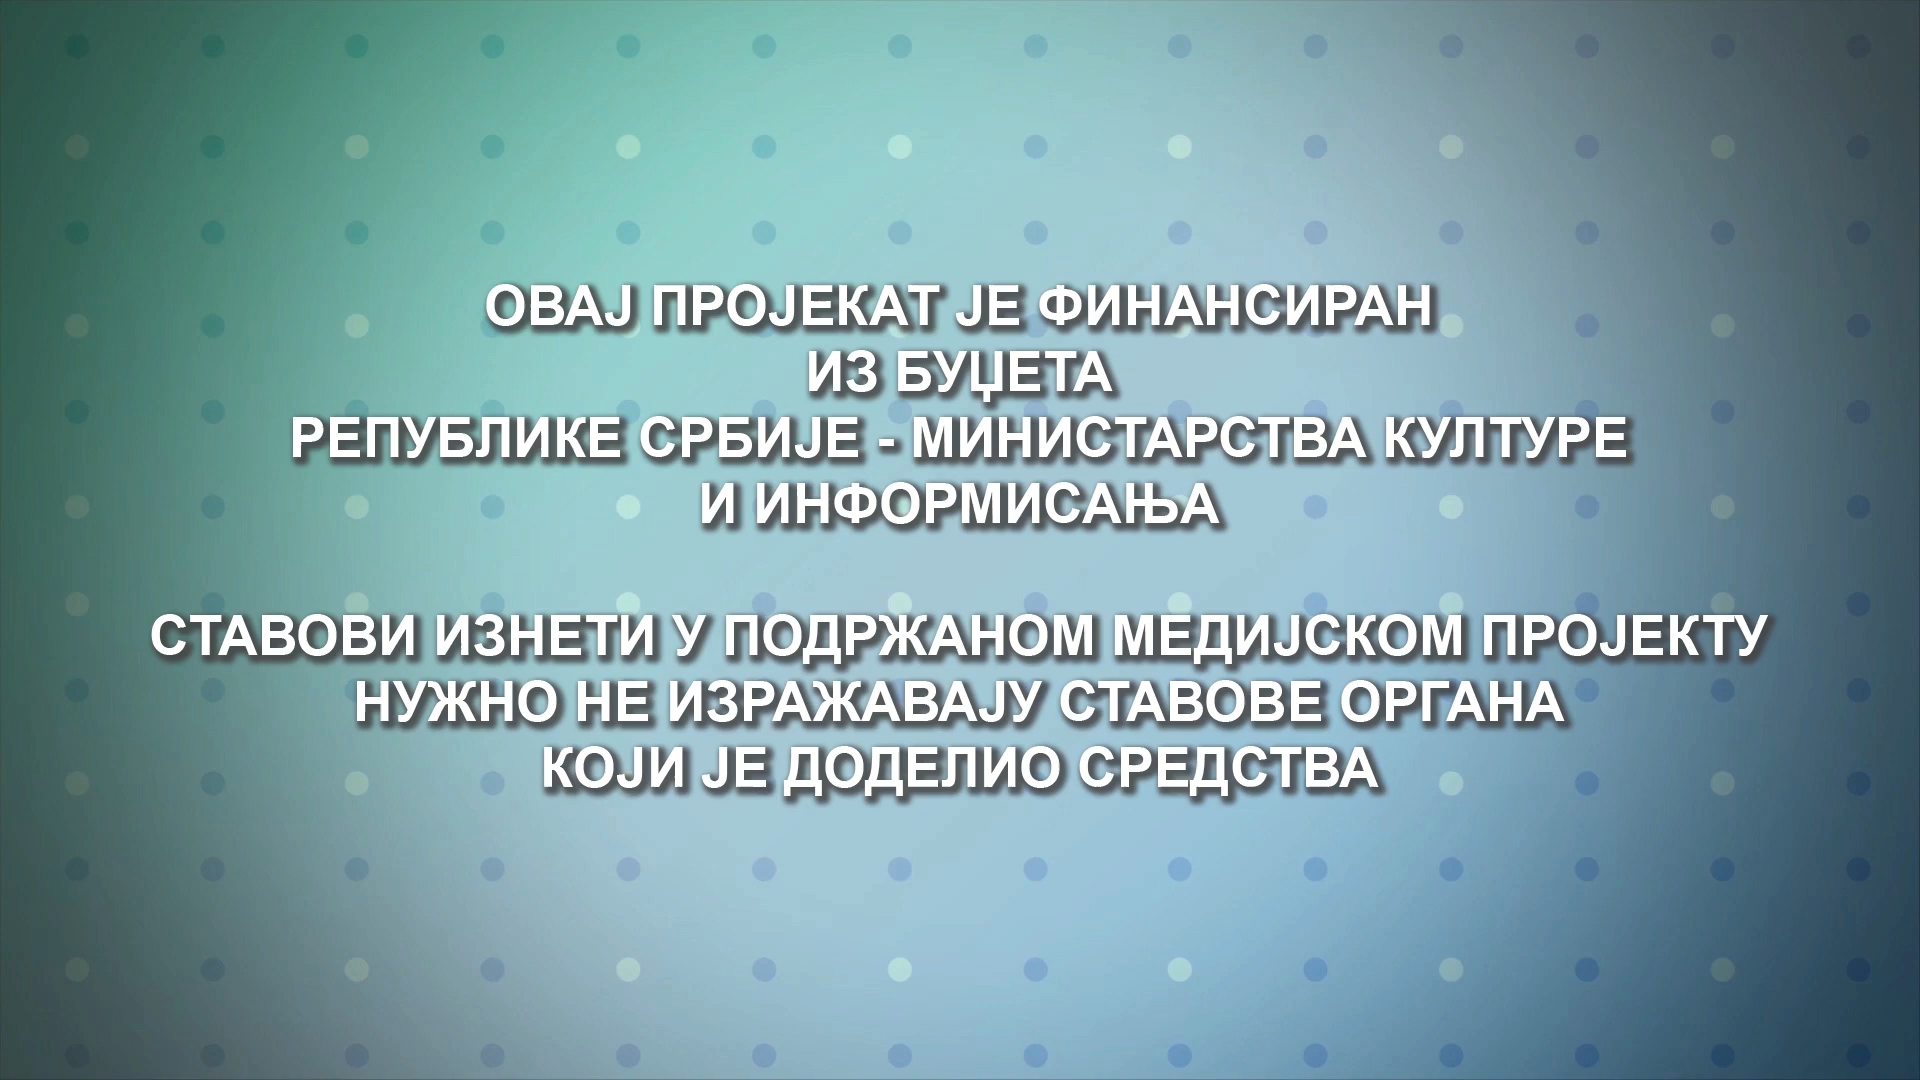 ОВАЈ ПРОЈЕКАТ ЈЕ ФИНАНСИРАН
ИЗ БУЏЕТА
РЕПУБЛИКЕ СРБИЈЕ - МИНИСТАРСТВА КУЛТУРЕ
И ИНФОРМИСАЊА
СТАВОВИ ИЗНЕТИ У ПОДРЖАНОМ МЕДИЈСКОМ ПРОЈЕКТУ
НУЖНО НЕ ИЗРАЖАВАЈУ СТАВОВЕ ОРГАНА
КОЈИ ЈЕ ДОДЕЛИО СРЕДСТВА